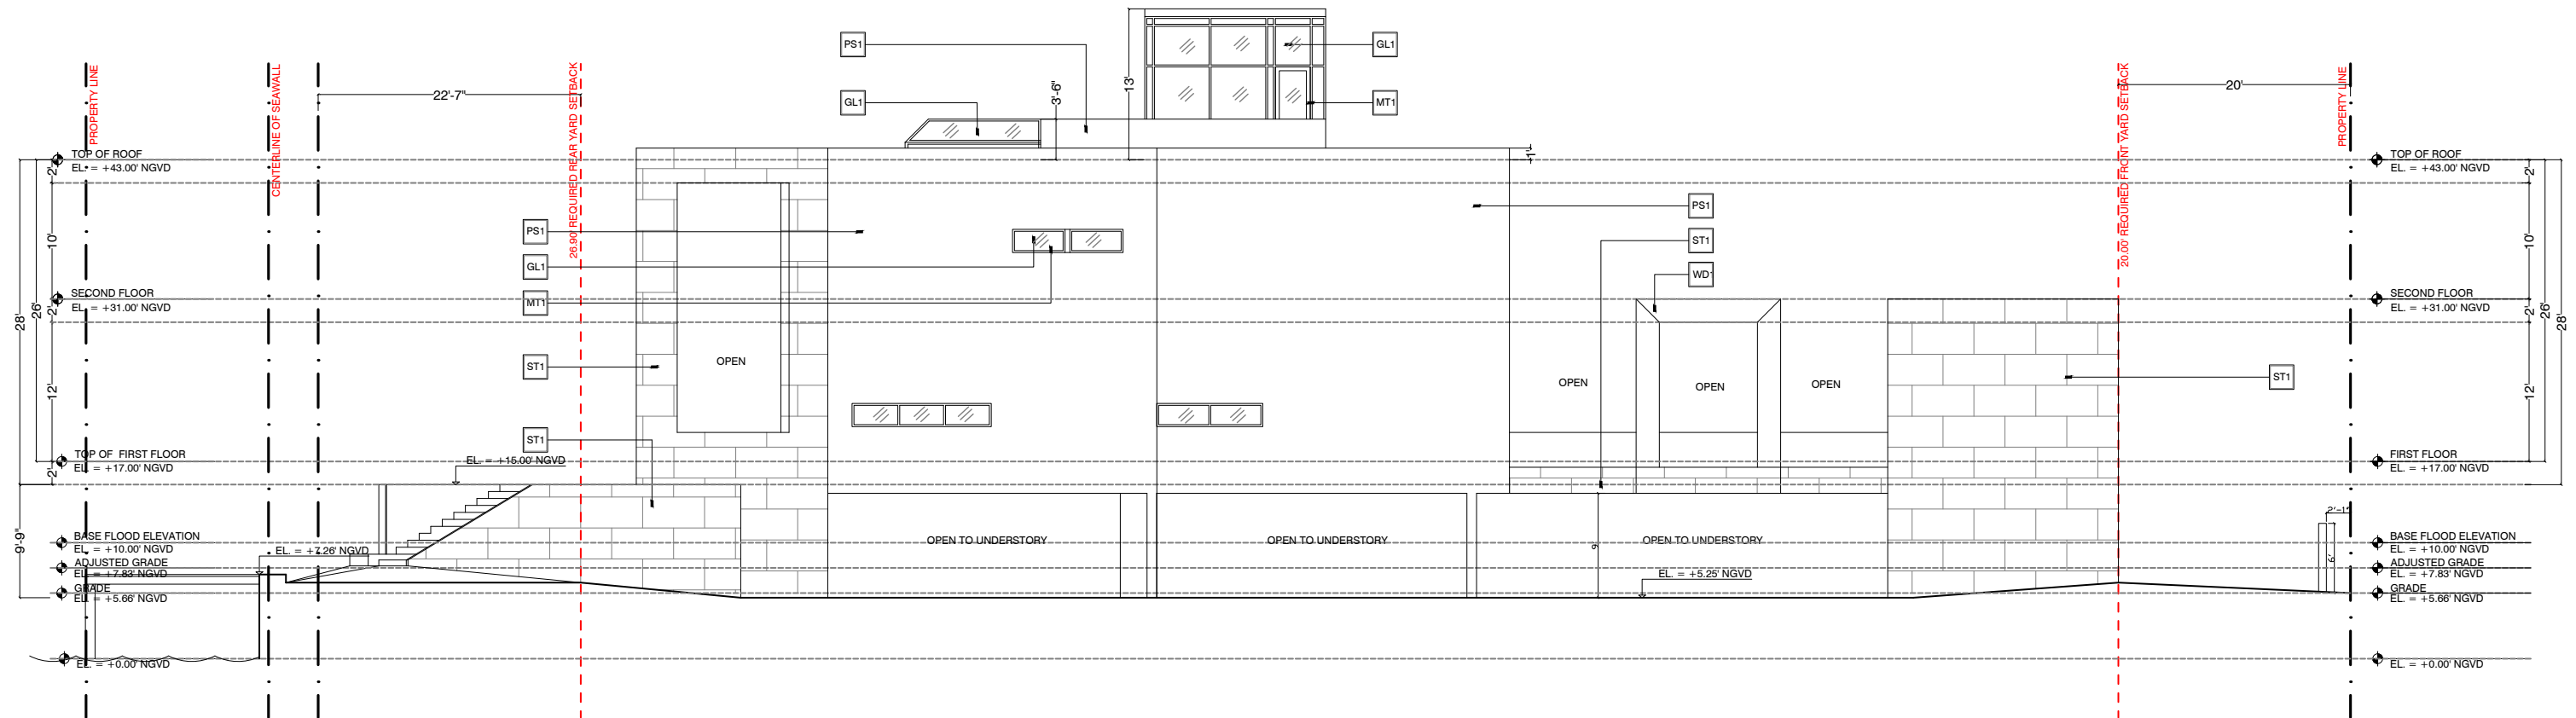 PS1
GL1
GL1
MT1
13'
3'-6"
PROPERTY LINE
CENTERLINE OF SEAWALL
22'-7"
26.90' REQUIRED REAR YARD SETBACK
20.00' REQUIRED FRONT YARD SETBACK
20'
PROPERTY LINE
TOP OF ROOF
EL. = +43.00' NGVD
2'
1'
TOP OF ROOF
EL. = +43.00' NGVD
2'
PS1
GL1
MT1
10'
PS1
ST1
WD1
10'
SECOND FLOOR
EL. = +31.00' NGVD
2'
26'
28'
SECOND FLOOR
EL. = +31.00' NGVD
2'
26'
28'
ST1
OPEN
OPEN
OPEN
OPEN
ST1
12'
12'
ST1
TOP OF FIRST FLOOR
EL. = +17.00' NGVD
2'
EL. = +15.00' NGVD
FIRST FLOOR
EL. = +17.00' NGVD
9'-9"
BASE FLOOD ELEVATION
EL. = +10.00' NGVD
EL. = +7.26' NGVD
ADJUSTED GRADE
EL. = +7.83' NGVD
GRADE
EL. = +5.66' NGVD
EL. = +0.00' NGVD
OPEN TO UNDERSTORY
OPEN TO UNDERSTORY
OPEN TO UNDERSTORY
9'
EL. = +5.25' NGVD
2'-1"
6'
BASE FLOOD ELEVATION
EL. = +10.00' NGVD
ADJUSTED GRADE
EL. = +7.83' NGVD
GRADE
EL. = +5.66' NGVD
EL. = +0.00' NGVD